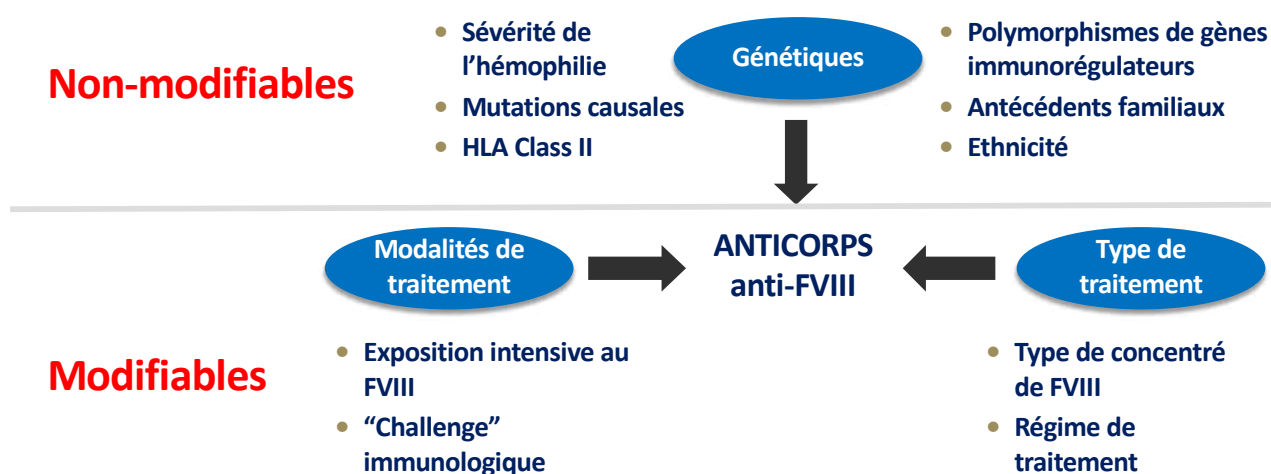 Non-modifiables
Sévérité de
l'hémophilie
Mutations causales
HLA Class II
Génétiques
Polymorphismes de gènes
immunorégulateurs
Antécédents familiaux
Ethnicité
Modalités de
traitement
ANTICORPS
anti-FVIII
Type de
traitement
Modifiables
Exposition intensive au
FVIII
“Challenge”
immunologique
Type de concentré
de FVIII
Régime de
traitement